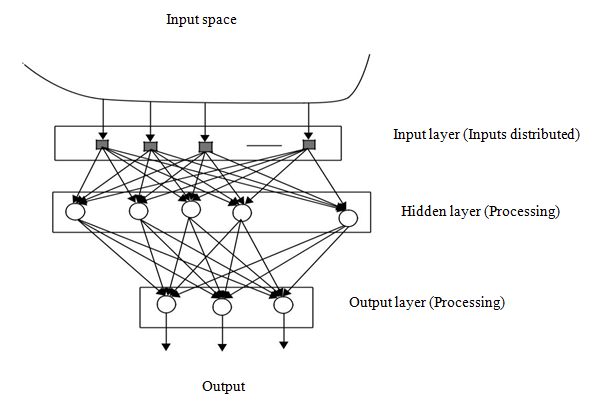 Input space
Input layer (Inputs distributed)
Hidden layer (Processing)
Output layer (Processing)
Output